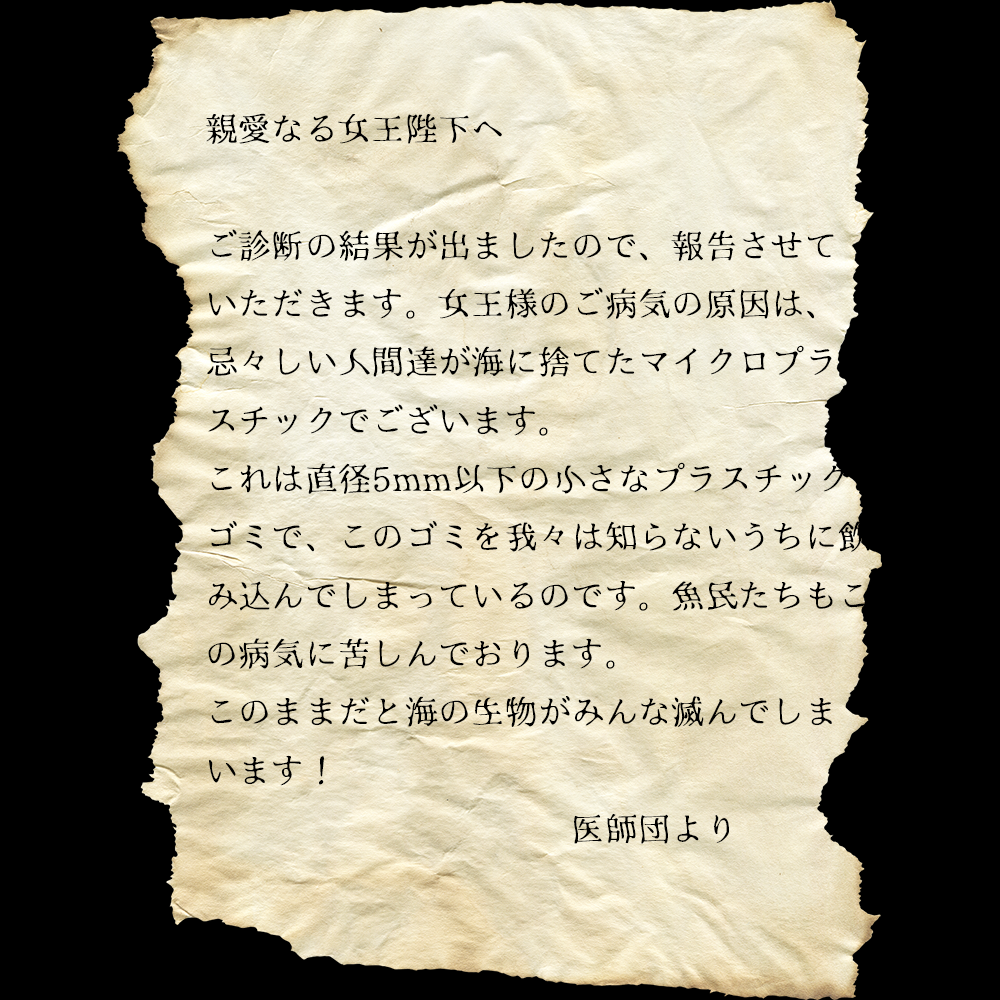 親愛なる女王陛下へ
ご診断の結果が出ましたので、報告させて
いただきます。女王様のご病気の原因は、
忌々しい人間達が海に捨てたマイクロプラ
スチックでございます。
これは直径5mm以下の小さなプラスチック
ゴミで、このゴミを我々は知らないうちに飲
み込んでしまっているのです。魚民たちもこ
の病気に苦しんでおります。
このままだと海の生物がみんな滅んでしま
います！
医師団より